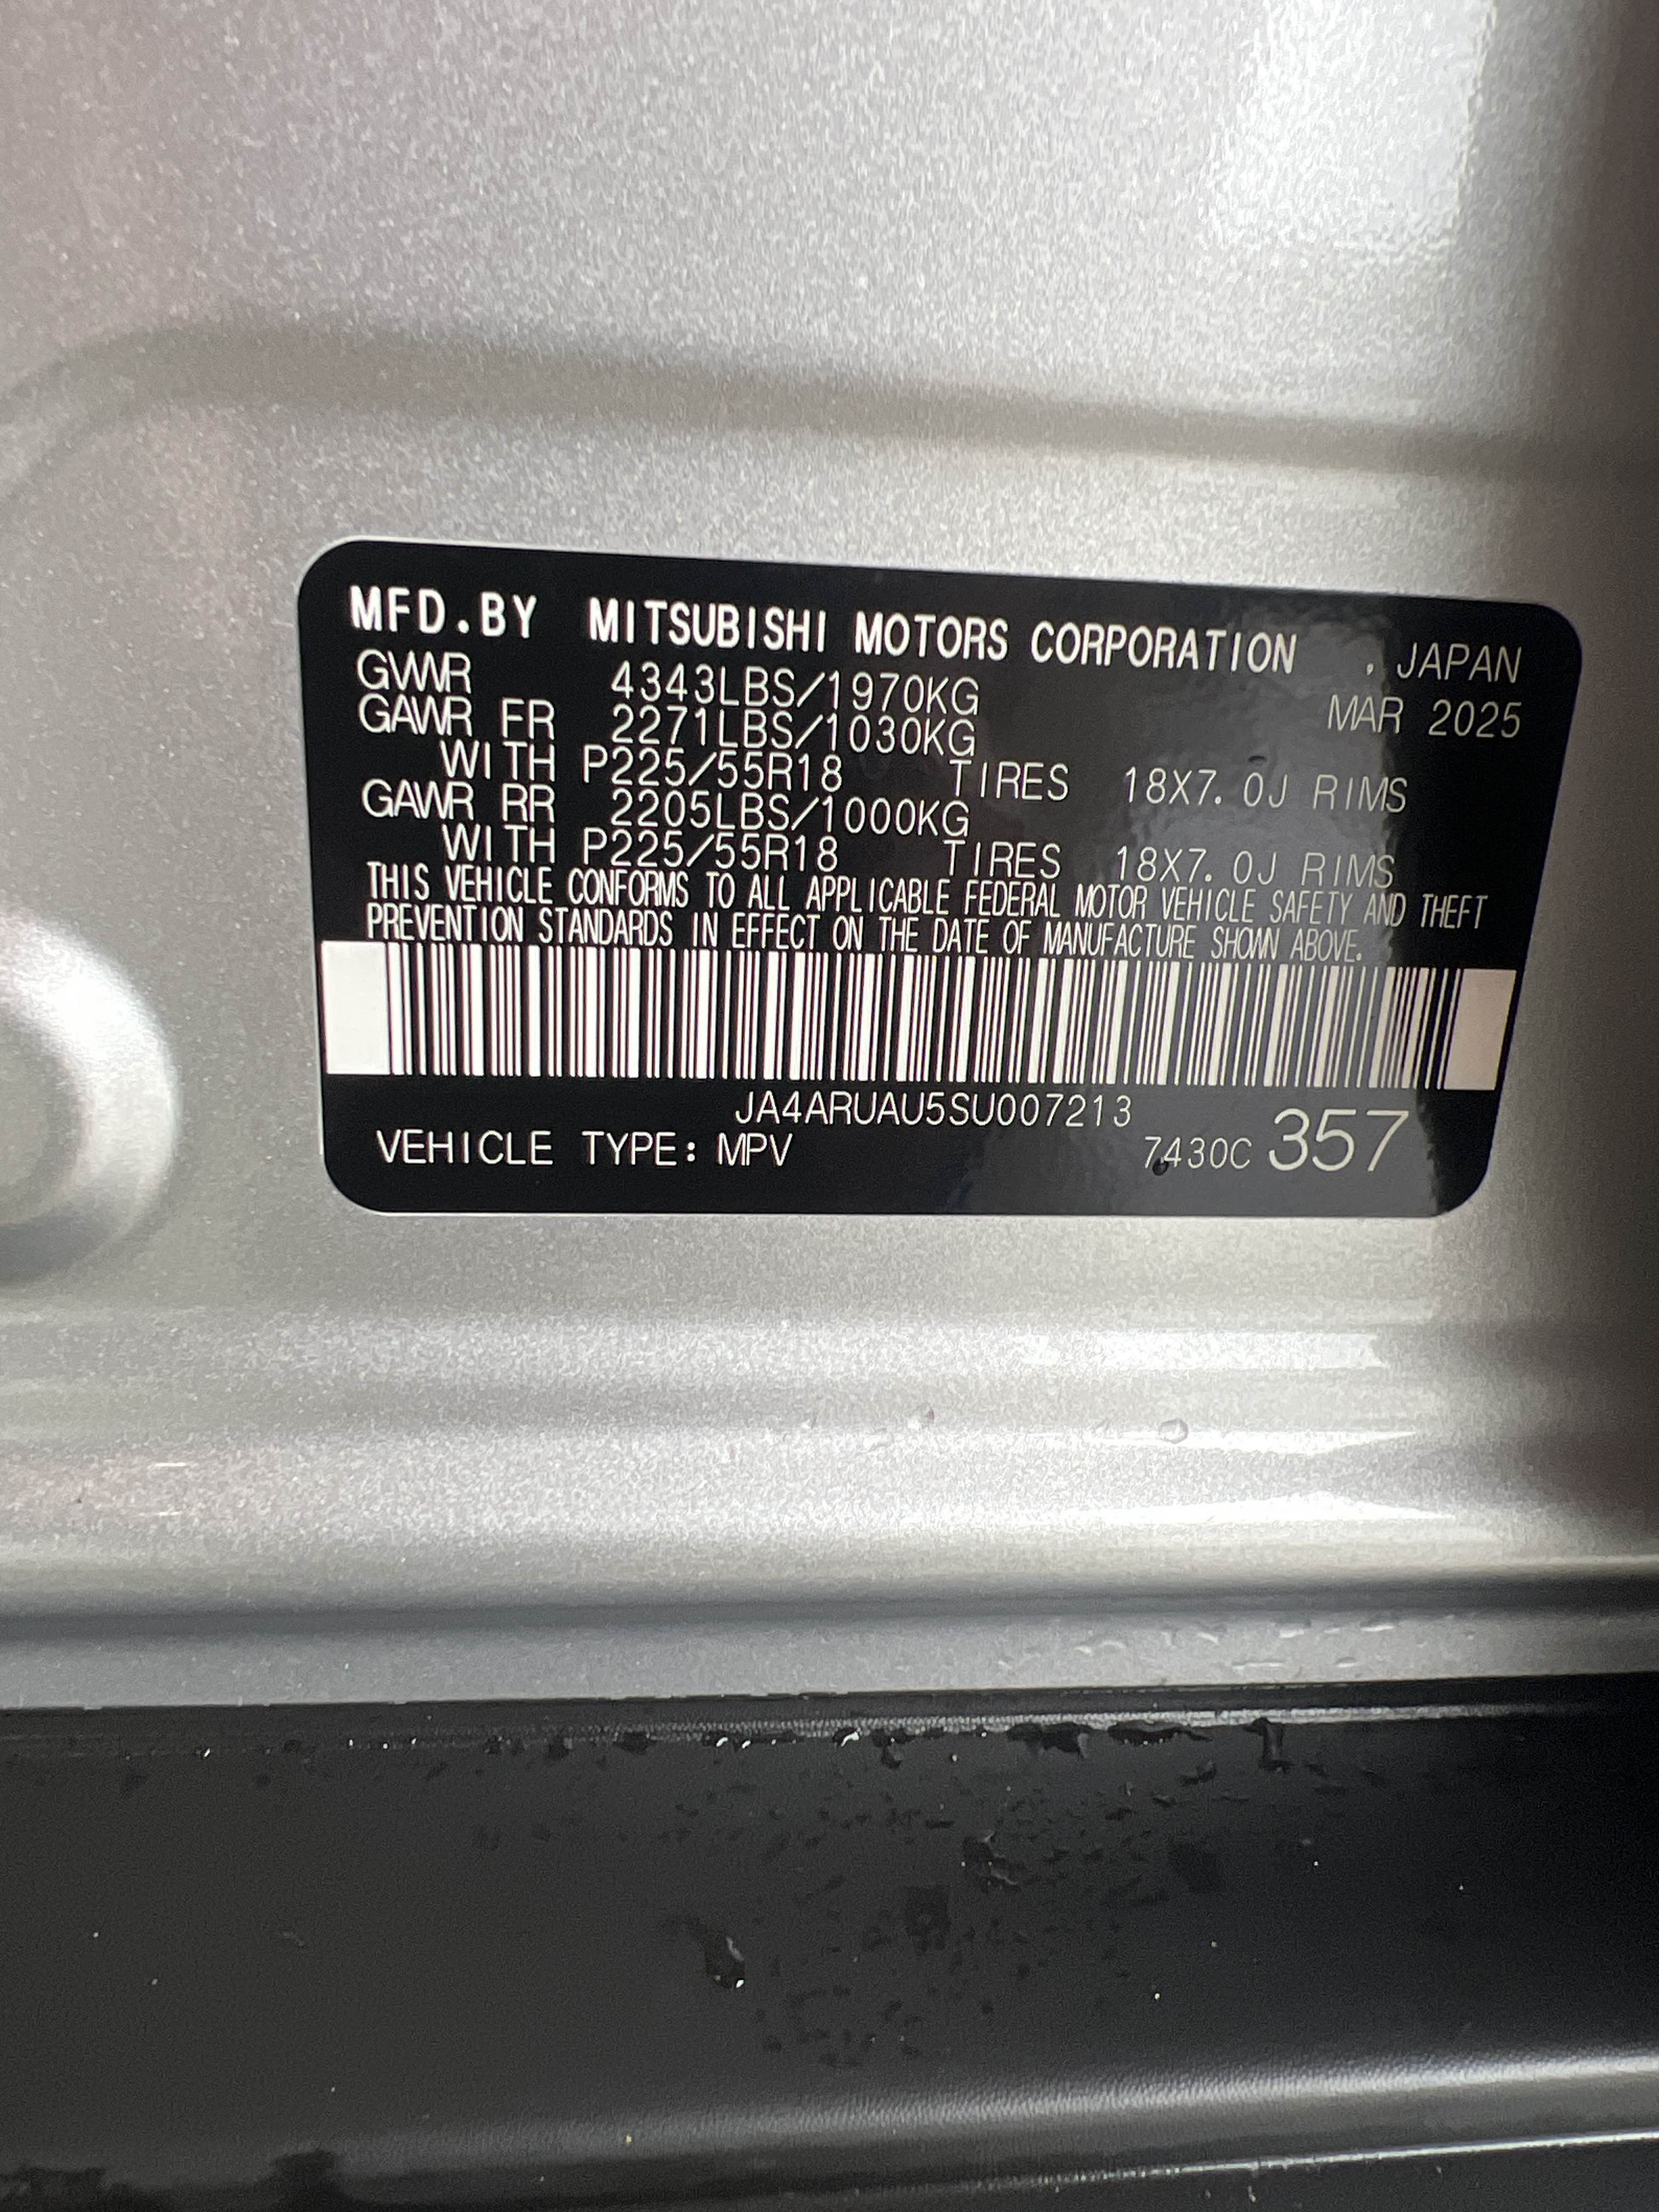 MFD.BY MITSUBISHI MOTORS CORPORATION , JAPAN
GVWR 4343LBS/1970KG MAR 2025
GAWR FR 2271LBS/1030KG
WITH P225/55R18 TIRES 18X7.0J RIMS
GAWR RR 2205LBS/1000KG
WITH P225/55R18 TIRES 18X7.0J RIMS
THIS VEHICLE CONFORMS TO ALL APPLICABLE FEDERAL MOTOR VEHICLE SAFETY AND THEFT
PREVENTION STANDARDS IN EFFECT ON THE DATE OF MANUFACTURE SHOWN ABOVE.
JA4ARUAU5SU007213
VEHICLE TYPE: MPV 7430C 357